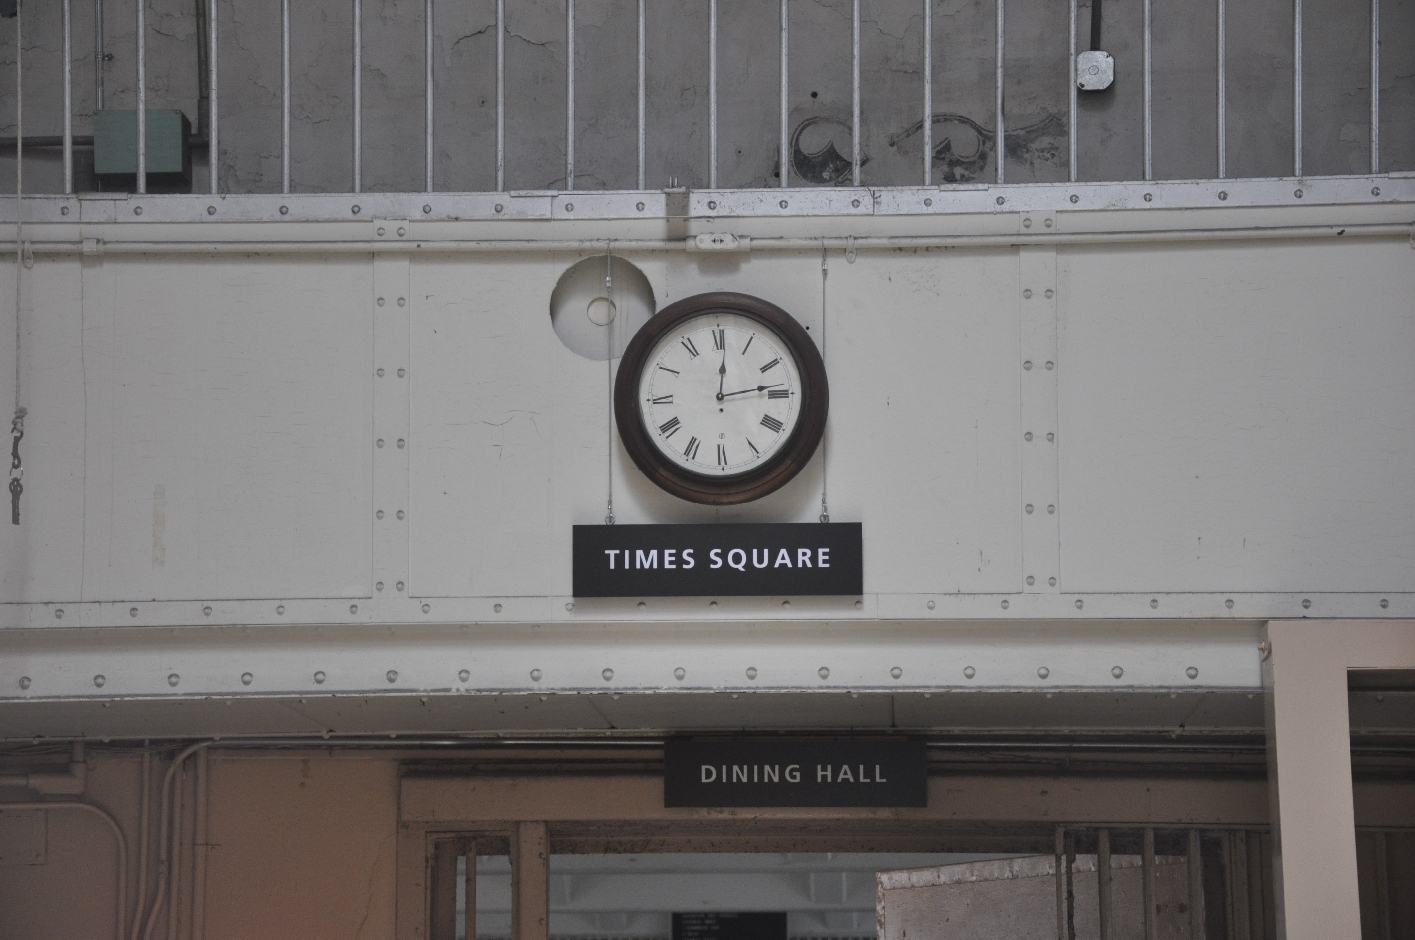 TIMES SQUARE
DINING HALL